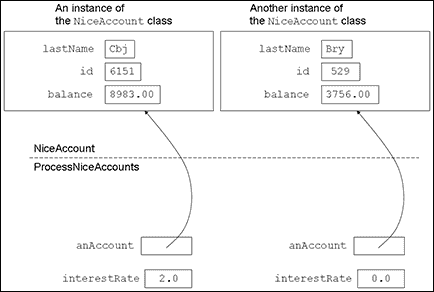 An instance of
the NiceAccount class
lastName Cbj
id 6151
balance 8983.00
Another instance of
the NiceAccount class
lastName Bry
id 529
balance 3756.00
NiceAccount
ProcessNiceAccounts
anAccount
interestRate 2.0
anAccount
interestRate 0.0